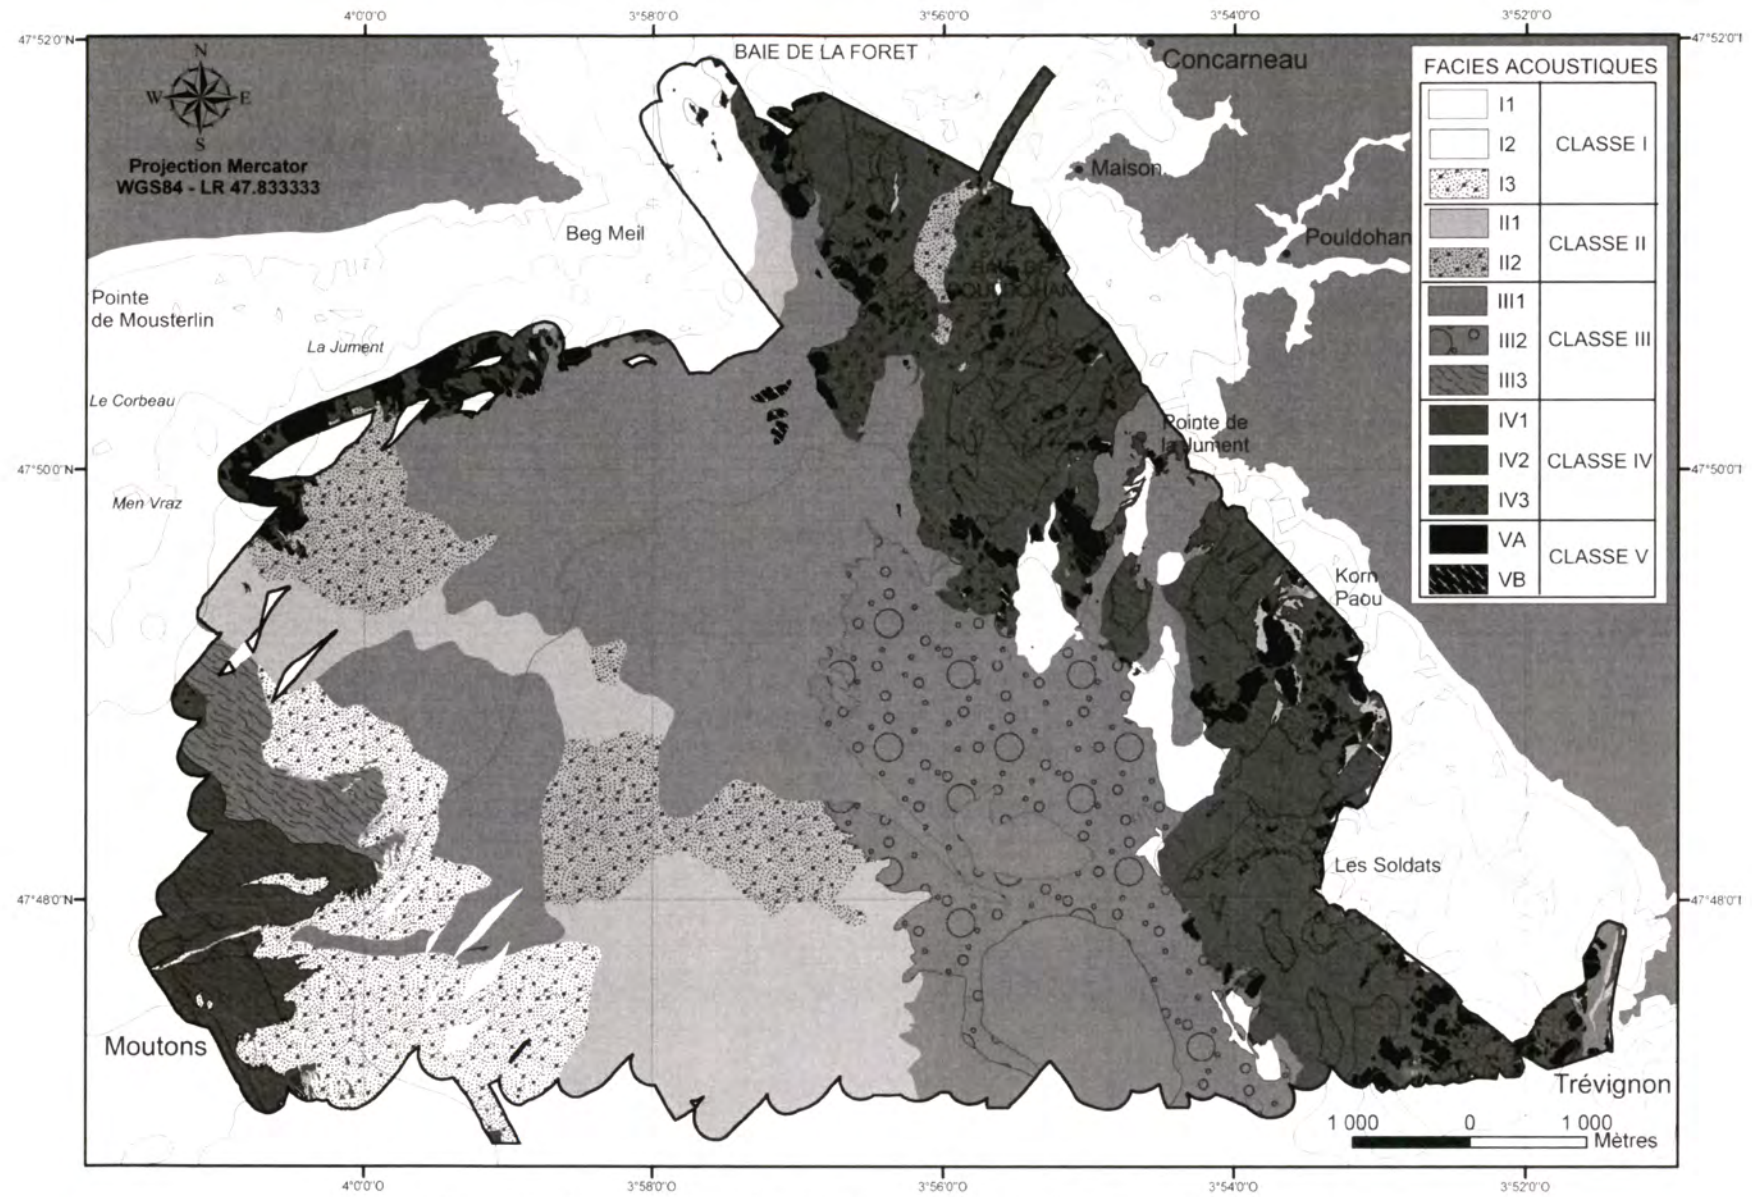 4°0'0"O 3°58'0"O 3°56'0"O 3°54'0"O 3°52'0"O
47°52'0"N
47°52'0"
N
W E
S
Projection Mercator
WGS84 - LR 47.833333
BAIE DE LA FORET
Concarneau
Maison
Pouldohan
Beg Meil
Pointe
de Mousterlin
La Jument
Le Corbeau
Men Vraz
Pointe de
la Jument
Korn
Paou
Les Soldats
Moutons
Trévignon
FACIES ACOUSTIQUES
I1
I2
I3
CLASSE I
II1
II2
CLASSE II
III1
III2
III3
CLASSE III
IV1
IV2
IV3
CLASSE IV
VA
VB
CLASSE V
47°50'0"N
47°50'0"
47°48'0"N
47°48'0"
1 000 0 1 000
Mètres
4°0'0"O 3°58'0"O 3°56'0"O 3°54'0"O 3°52'0"O